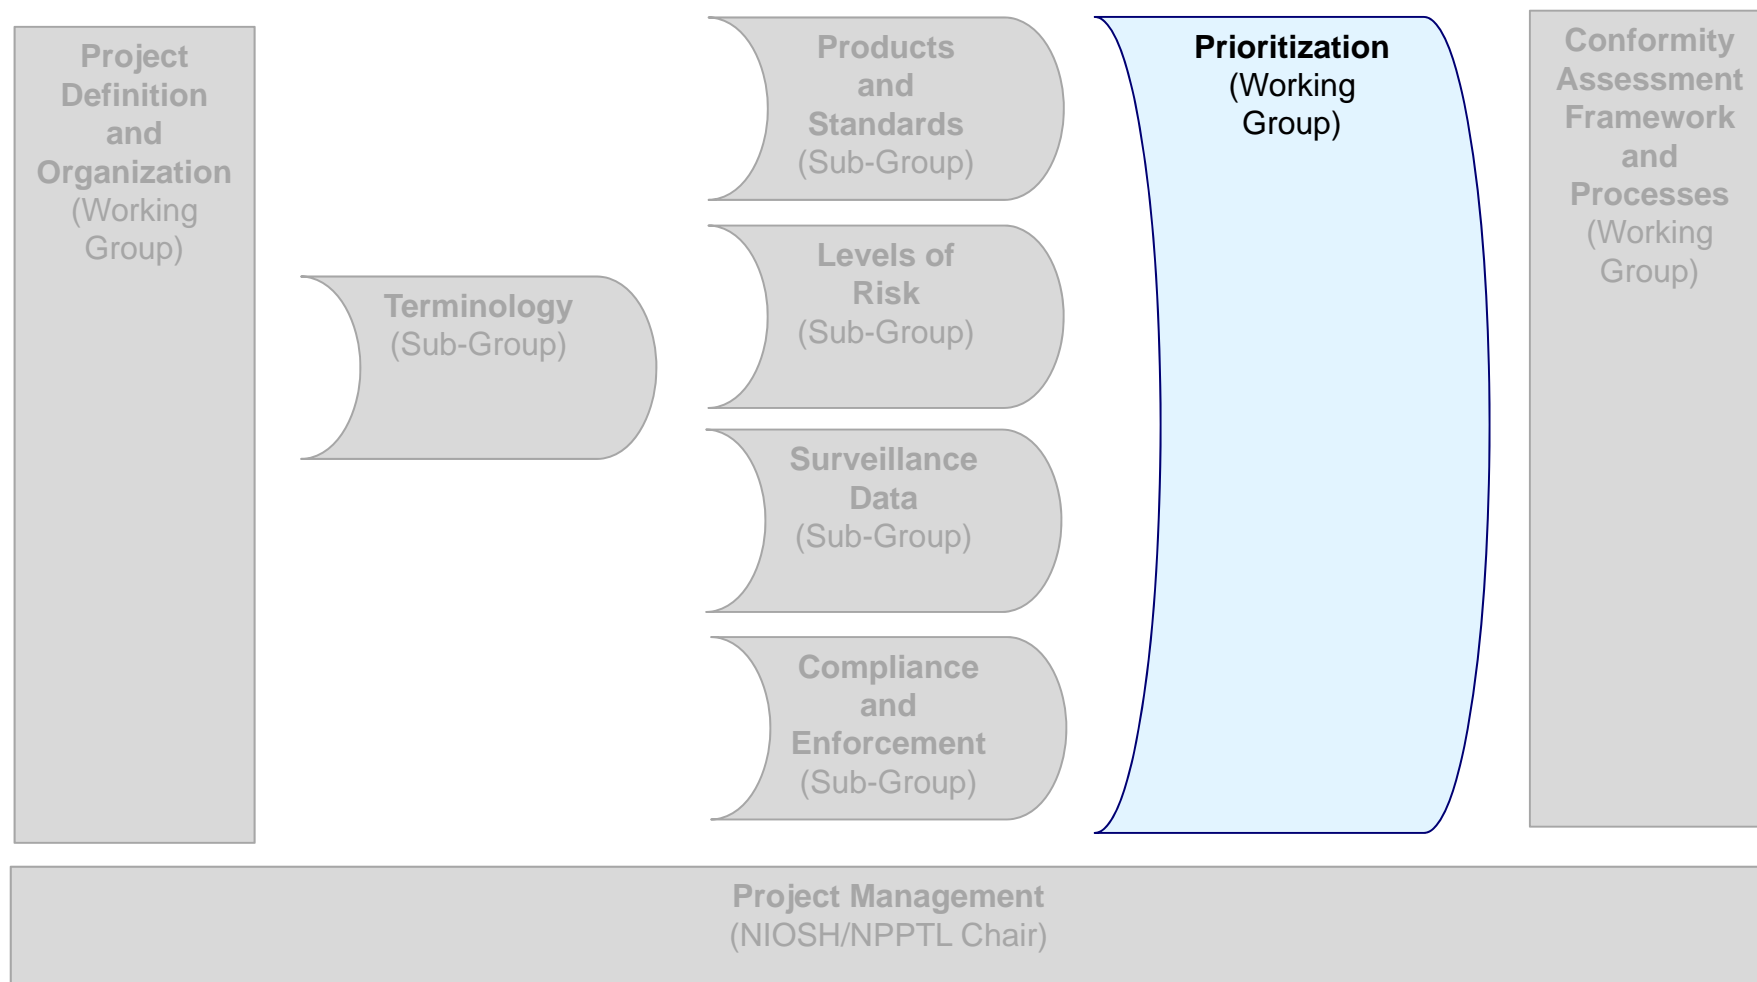 Project
Definition
and
Organization
(Working
Group)
Terminology
(Sub-Group)
Products
and
Standards
(Sub-Group)
Levels of
Risk
(Sub-Group)
Surveillance
Data
(Sub-Group)
Compliance
and
Enforcement
(Sub-Group)
Prioritization
(Working
Group)
Conformity
Assessment
Framework
and
Processes
(Working
Group)
Project Management
(NIOSH/NPPTL Chair)